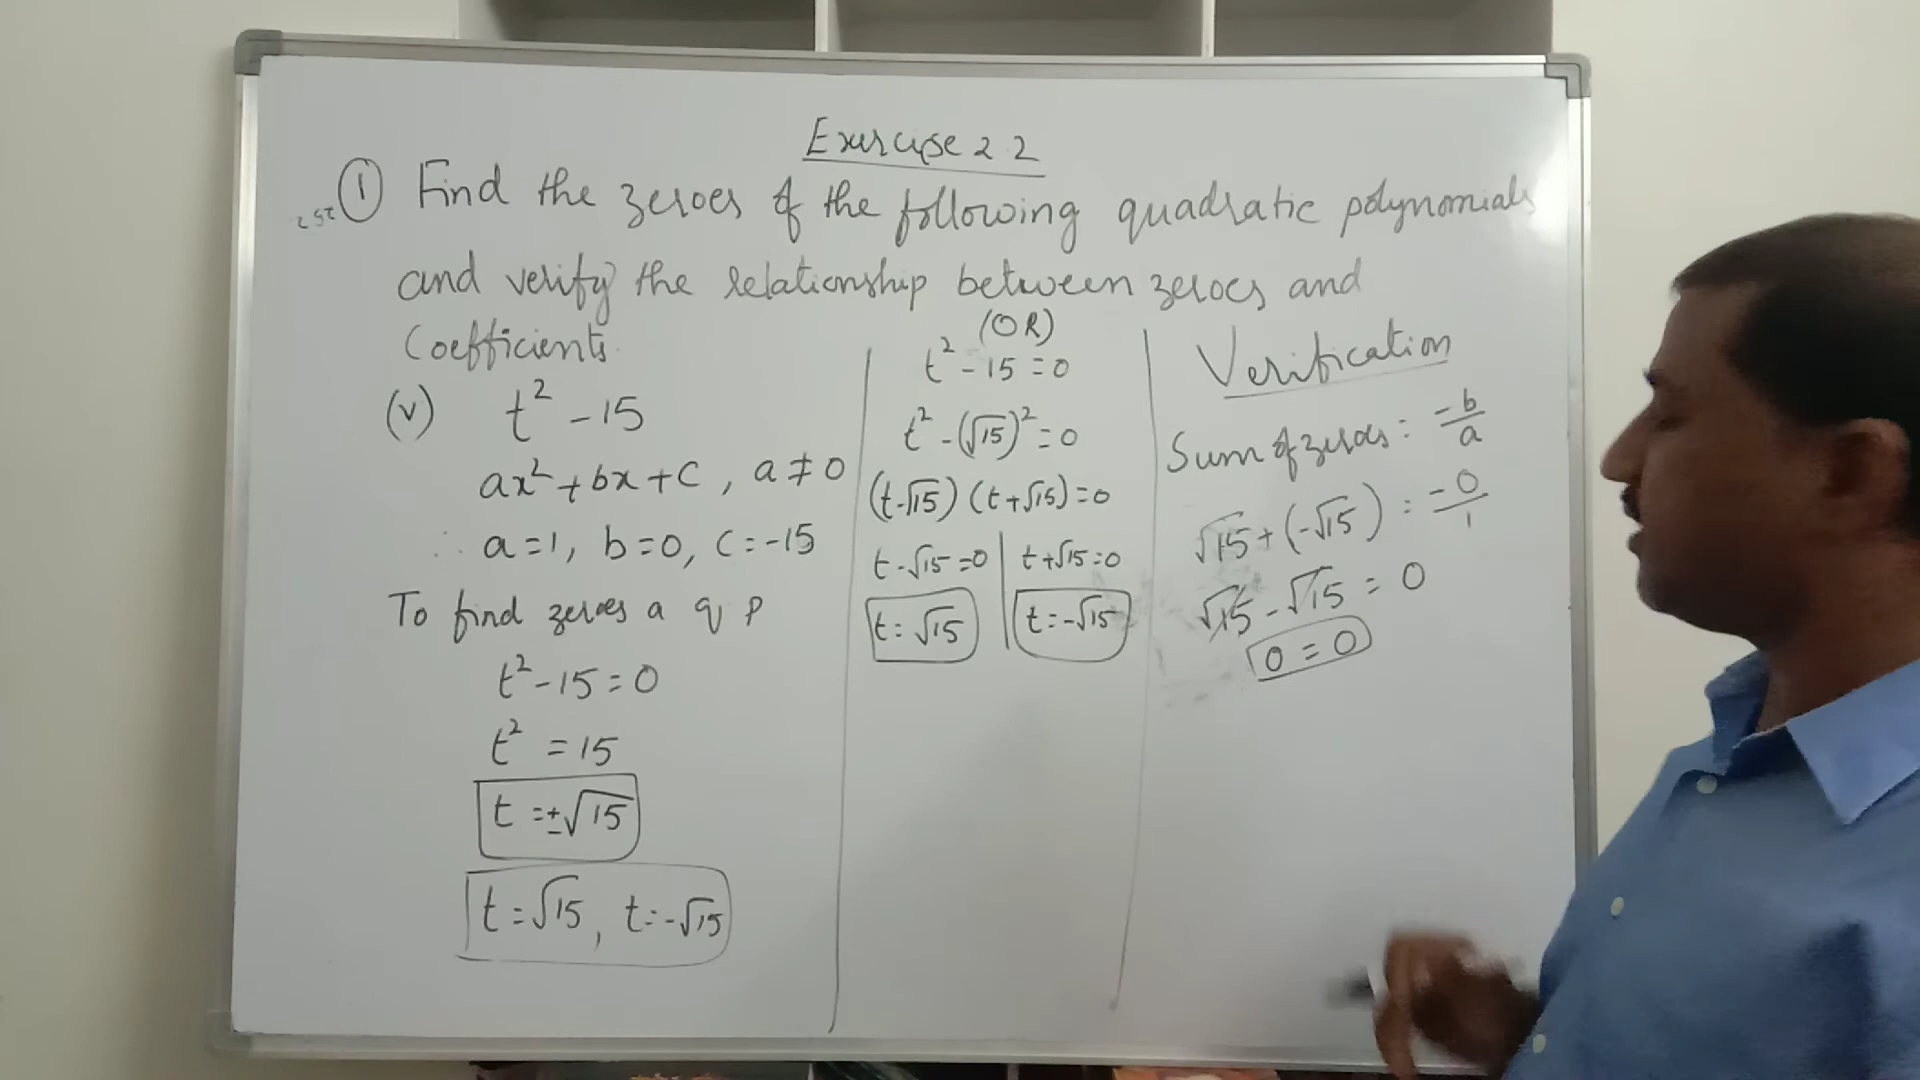 Exercise 2.2
① Find the zeroes of the following quadratic polynomials
and verify the relationship between zeroes and
Coefficients
(v) t² - 15
ax² + bx + c, a ≠ 0
∴ a = 1, b = 0, c = -15
To find zeroes a q p
t² - 15 = 0
t² = 15
t = ±√15
t = √15, t = -√15
(OR)
t² - 15 = 0
t² - (√15)² = 0
(t - √15) (t + √15) = 0
t - √15 = 0 | t + √15 = 0
t = √15 | t = -√15
Verification
Sum of zeroes = -b/a
√15 + (-√15) = -0/1
√15 - √15 = 0
0 = 0